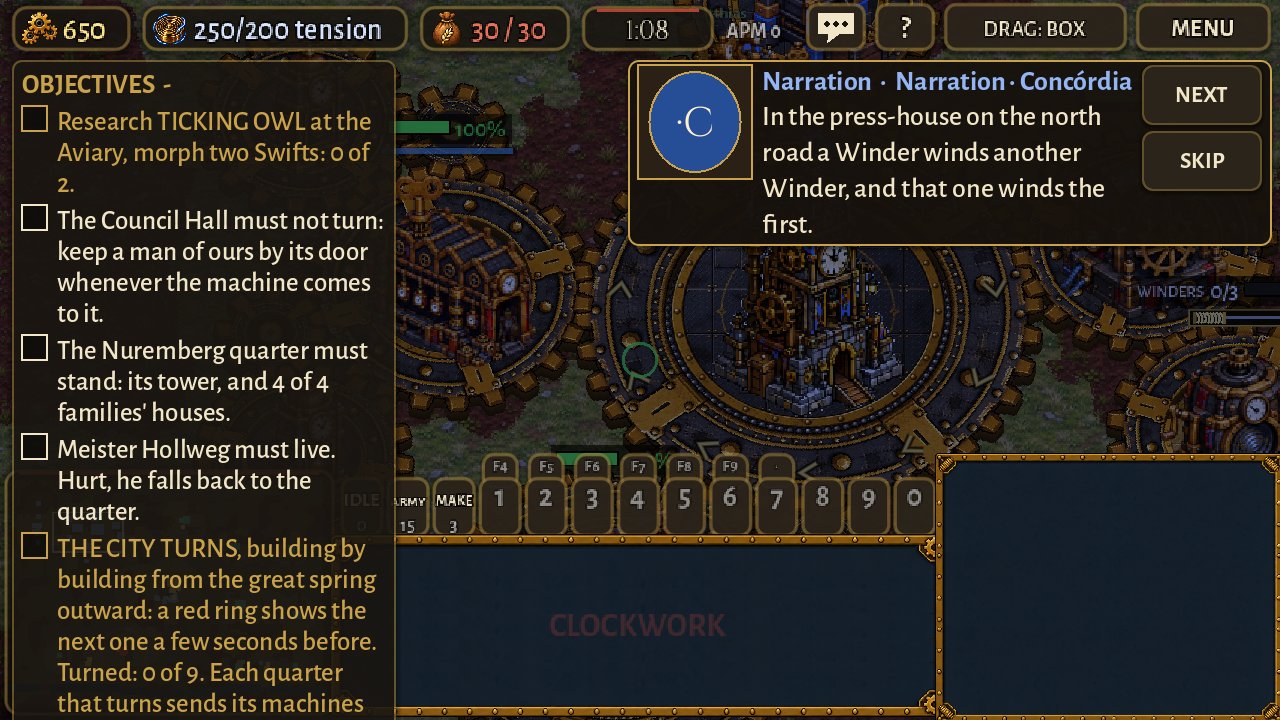 650
250/200 tension
30/30
1:08
APM 0
?
DRAG: BOX
MENU
OBJECTIVES -
Research TICKING OWL at the
Aviary, morph two Swifts: 0 of
2.
The Council Hall must not turn:
keep a man of ours by its door
whenever the machine comes
to it.
The Nuremberg quarter must
stand: its tower, and 4 of 4
families' houses.
Meister Hollweg must live.
Hurt, he falls back to the
quarter.
THE CITY TURNS, building by
building from the great spring
outward: a red ring shows the
next one a few seconds before.
Turned: 0 of 9. Each quarter
that turns sends its machines
100%
·C
Narration · Narration · Concórdia
In the press-house on the north
road a Winder winds another
Winder, and that one winds the
first.
NEXT
SKIP
WINDERS 0/3
F4
F5
F6
F7
F8
F9
IDLE
0
ARMY
15
MAKE
3
1
2
3
4
5
6
7
8
9
0
CLOCKWORK